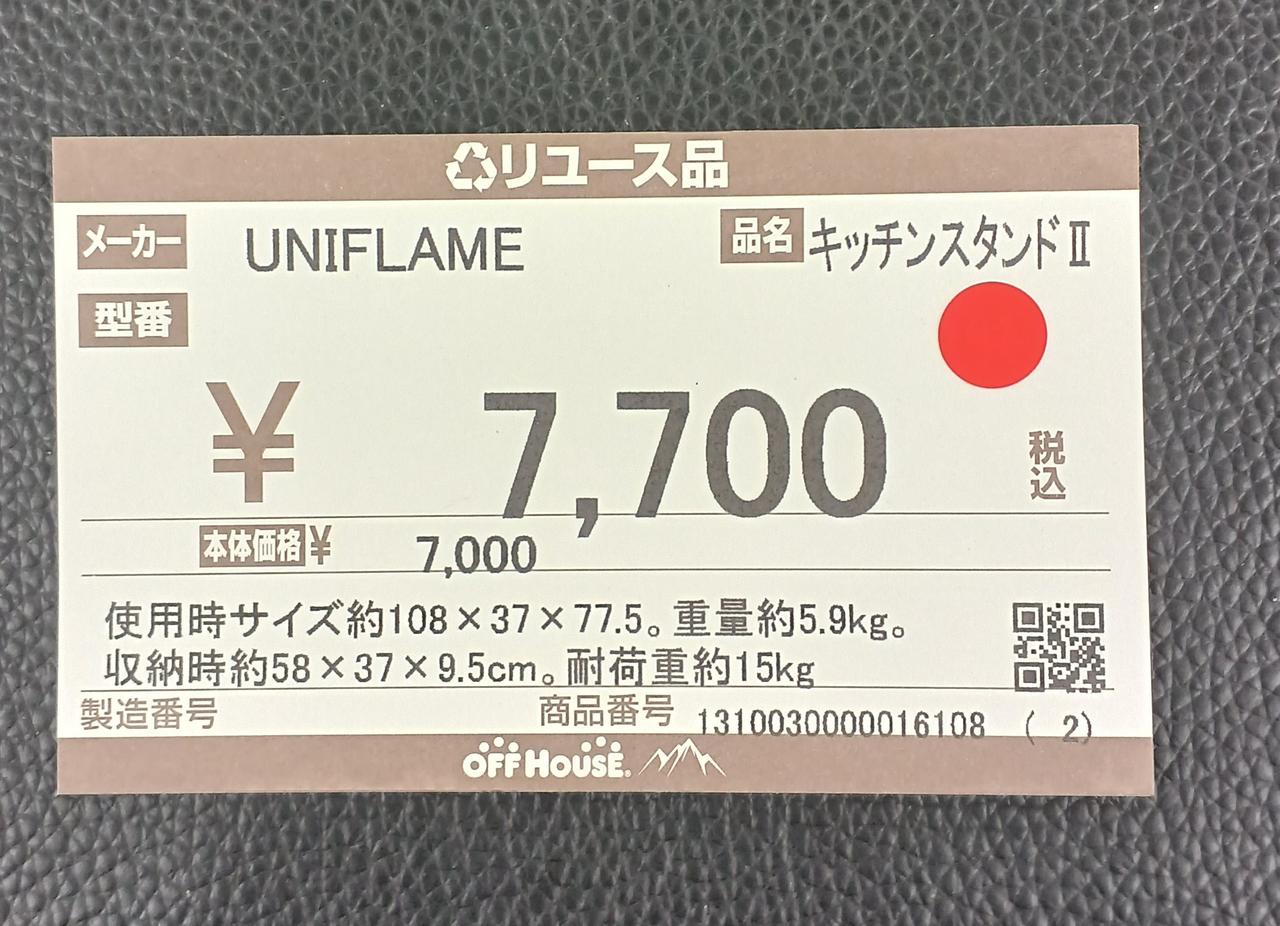 リユース品
メーカー UNIFLAME 品名 キッチンスタンドⅡ
型番
¥ 7,700 税込
本体価格¥ 7,000
使用時サイズ約108×37×77.5。重量約5.9kg。
収納時約58×37×9.5cm。耐荷重約15kg
製造番号 商品番号 1310030000016108 ( 2)
OFF HOUSE.